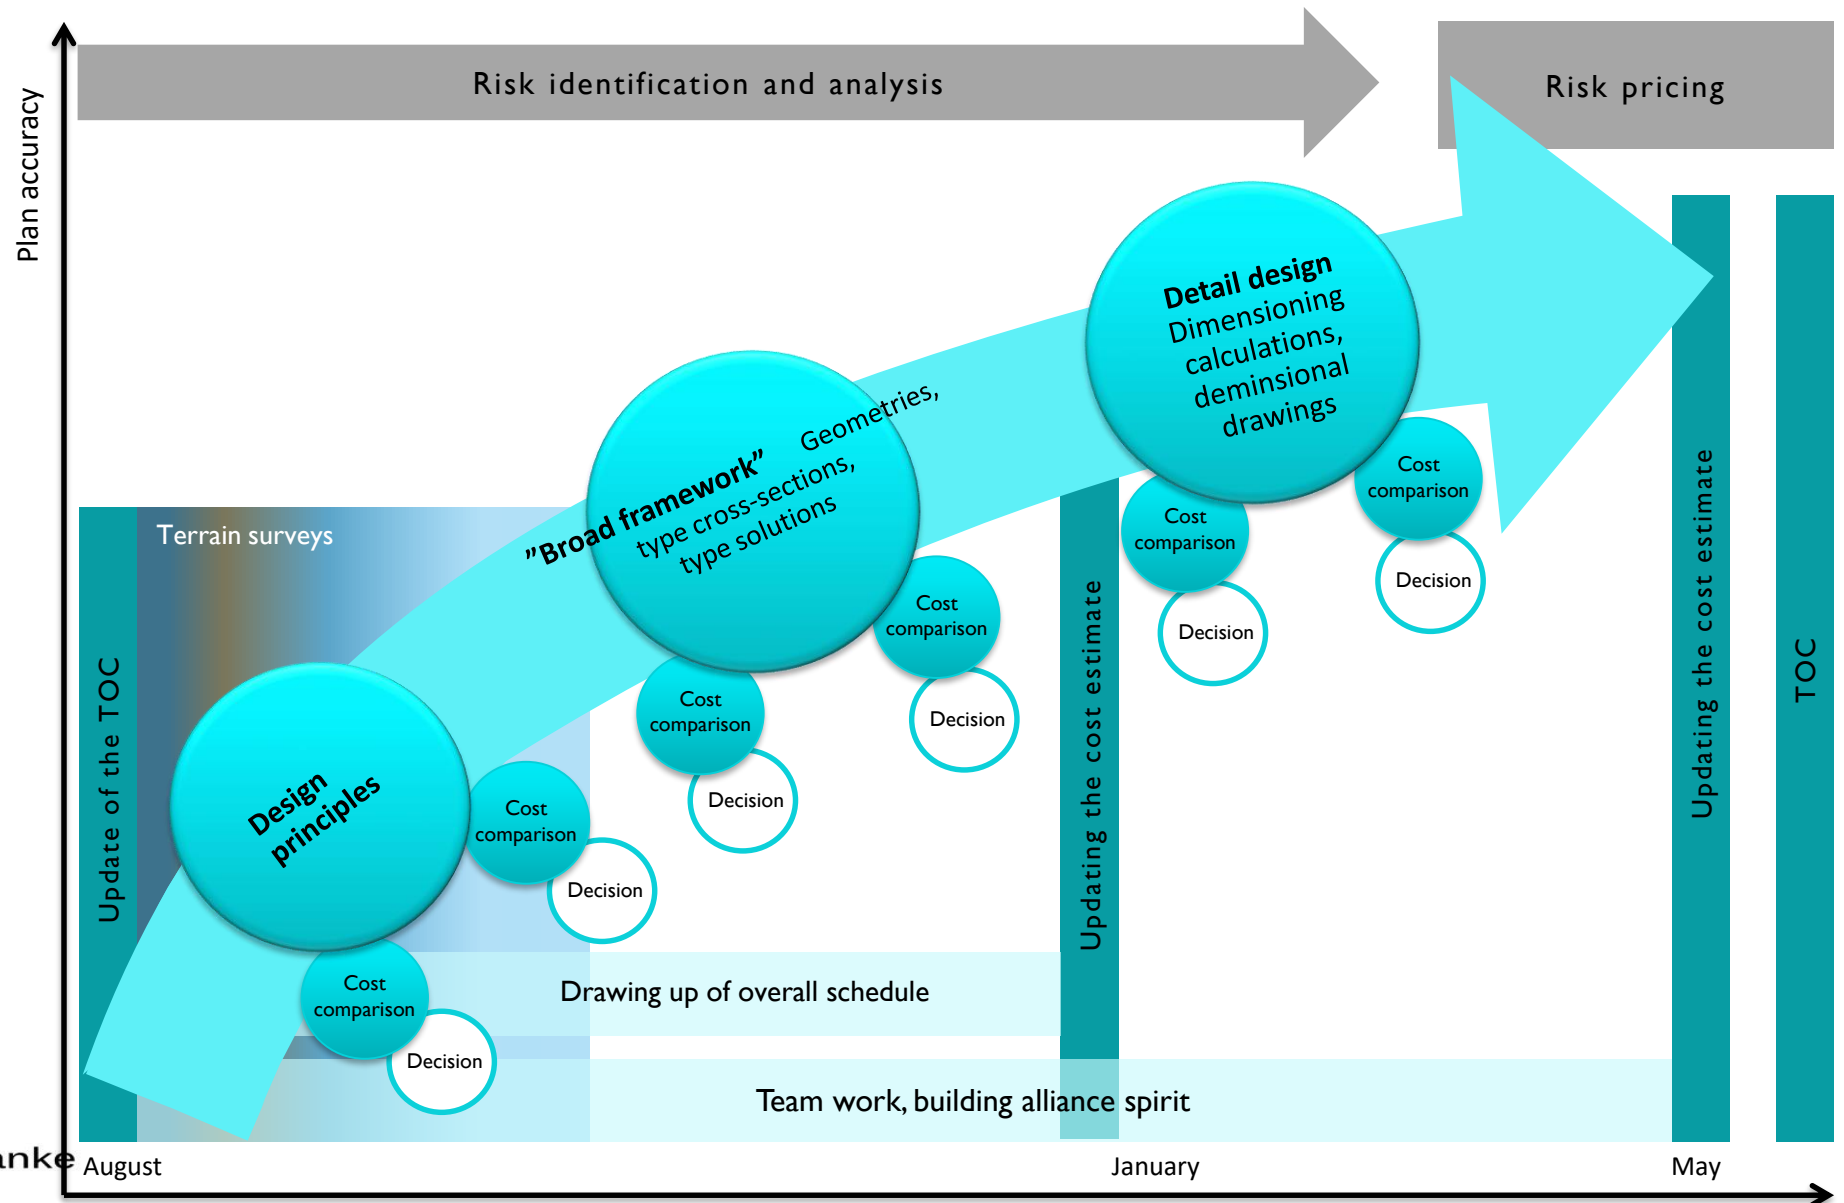 Risk identification and analysis
Risk pricing
Plan accuracy
Detail design
Dimensioning
calculations,
deminsional
drawings
”Broad framework” Geometries,
type cross-sections,
type solutions
Design
principles
Terrain surveys
Update of the TOC
Updating the cost estimate
Updating the cost estimate
TOC
Cost
comparison
Decision
Cost
comparison
Decision
Cost
comparison
Decision
Cost
comparison
Decision
Cost
comparison
Decision
Cost
comparison
Decision
Drawing up of overall schedule
Team work, building alliance spirit
anke
August
January
May